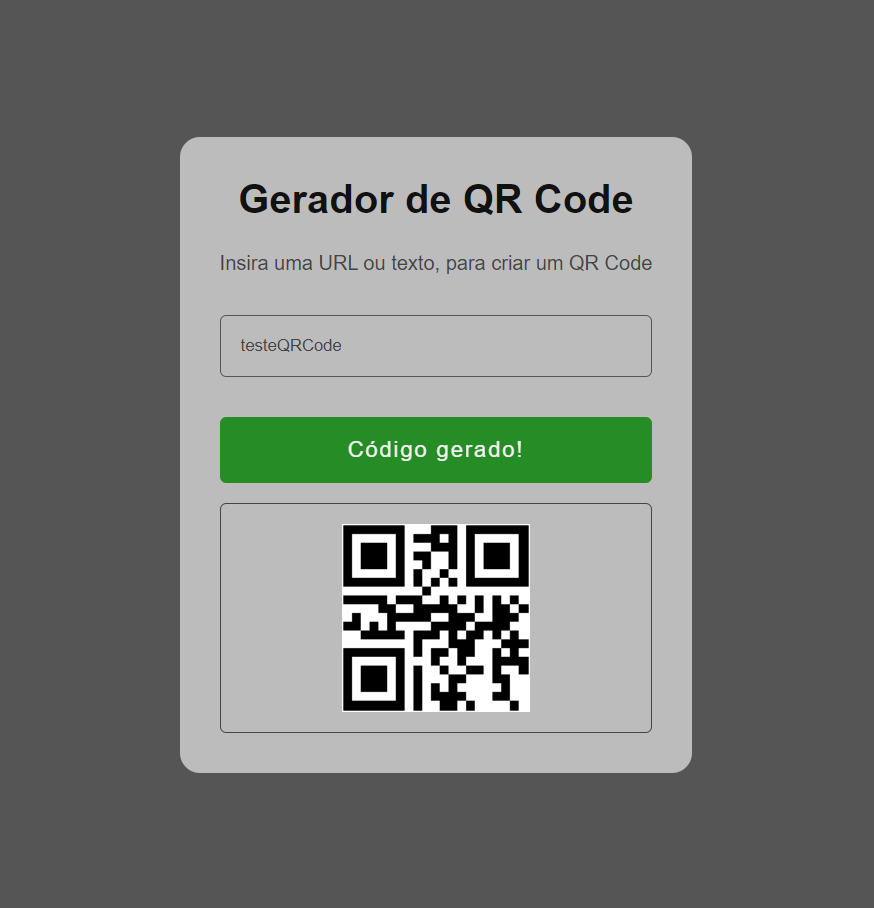 Gerador de QR Code
Insira uma URL ou texto, para criar um QR Code
testeQRCode
Código gerado!